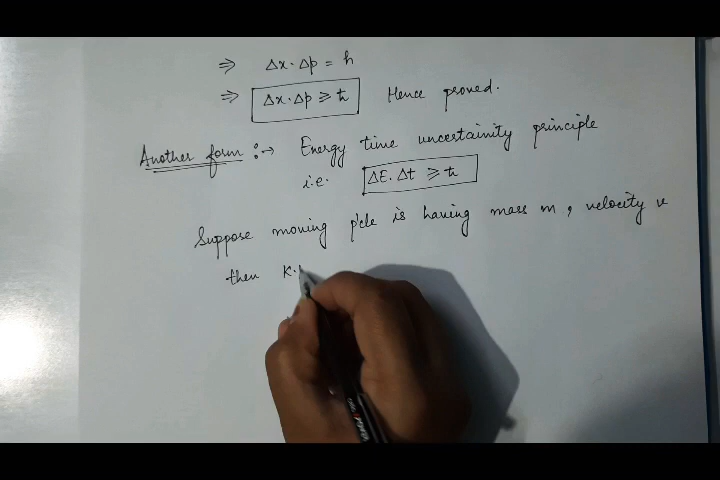 ⇒ Δx·Δp = h
⇒ Δx·Δp ≥ ħ Hence proved.
Another form :→ Energy time uncertainity principle
i.e. ΔE.Δt ≥ ħ
Suppose moving p'cle is having mass m, velocity v
then K.